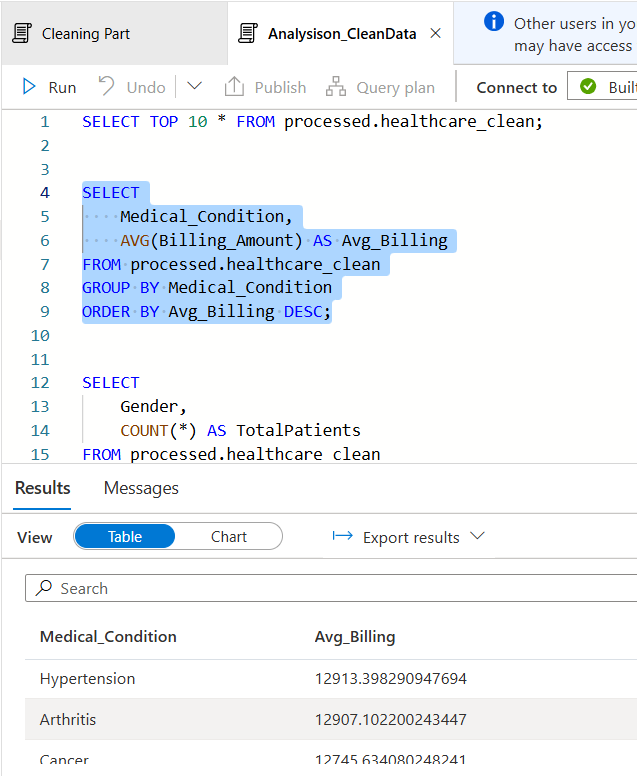 Cleaning Part
Analysison_CleanData
Other users in yo
may have access
Run
Undo
Publish
Query plan
Connect to
Built
1 SELECT TOP 10 * FROM processed.healthcare_clean;
2
3
4 SELECT
5 Medical_Condition,
6 AVG(Billing_Amount) AS Avg_Billing
7 FROM processed.healthcare_clean
8 GROUP BY Medical_Condition
9 ORDER BY Avg_Billing DESC;
10
11
12 SELECT
13 Gender,
14 COUNT(*) AS TotalPatients
15 FROM processed.healthcare_clean
Results Messages
View Table Chart Export results
Search
Medical_Condition Avg_Billing
Hypertension 12913.398290947694
Arthritis 12907.102200243447
Cancer 12745.634080248241